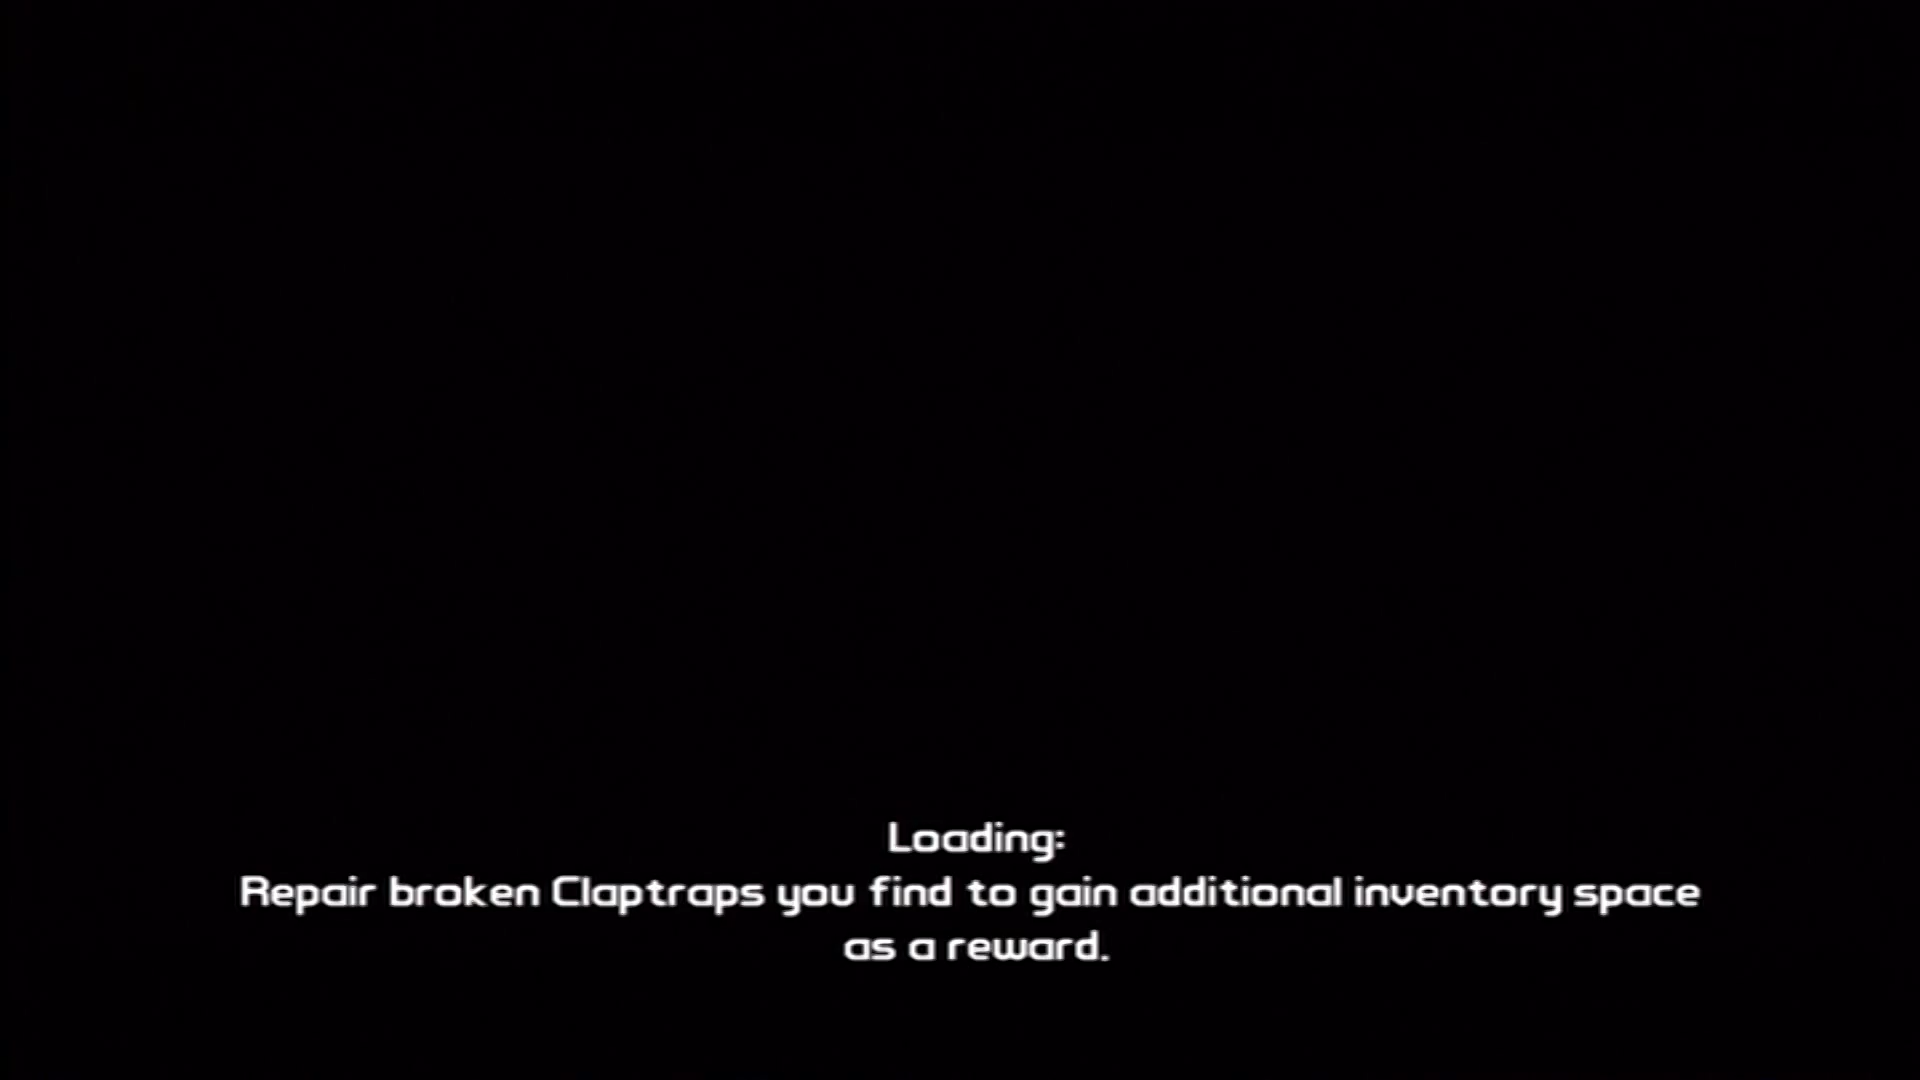 Loading:
Repair broken Claptraps you find to gain additional inventory space
as a reward.